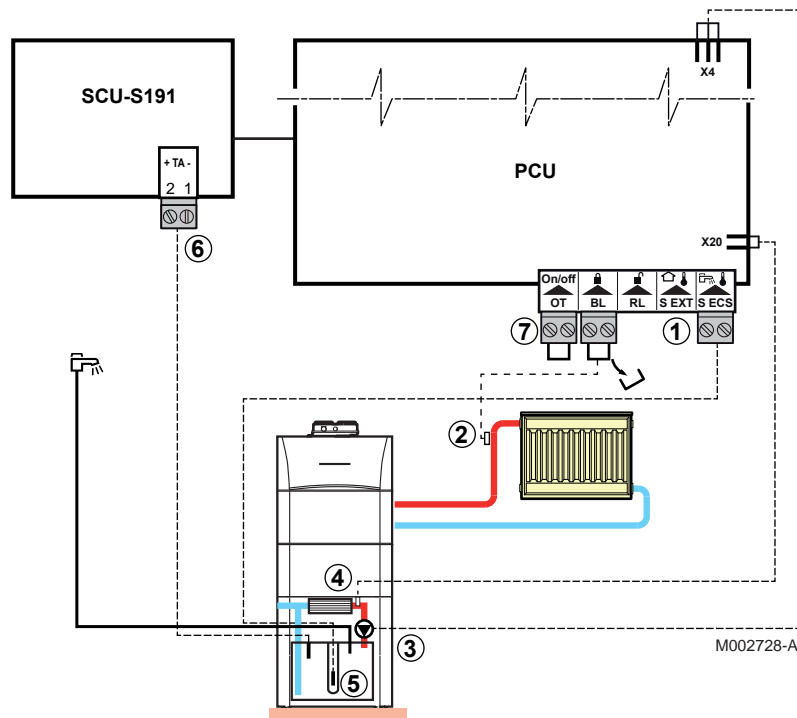 X4
SCU-S191
+ TA -
2 1
PCU
6
X20
On/off
OT
BL
RL
S EXT
S ECS
7
1
2
4
3
5
M002728-A